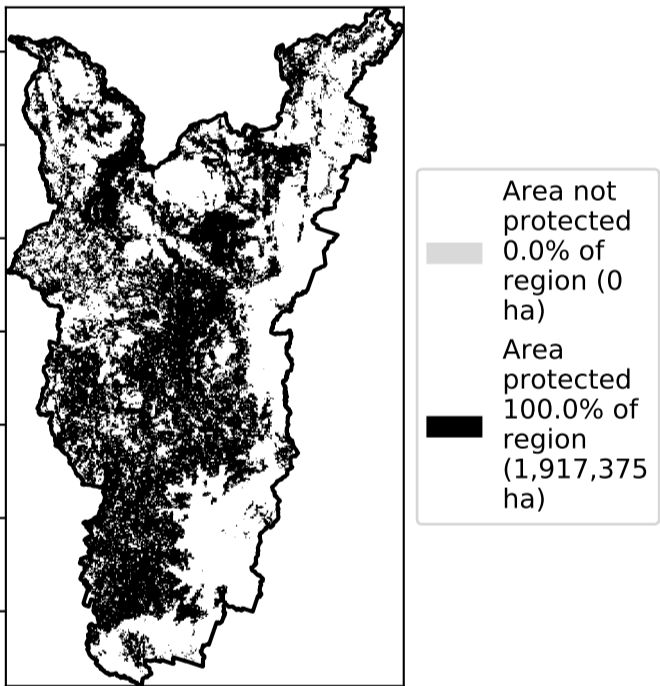 Area not
protected
0.0% of
region (0
ha)
Area
protected
100.0% of
region
(1,917,375
ha)